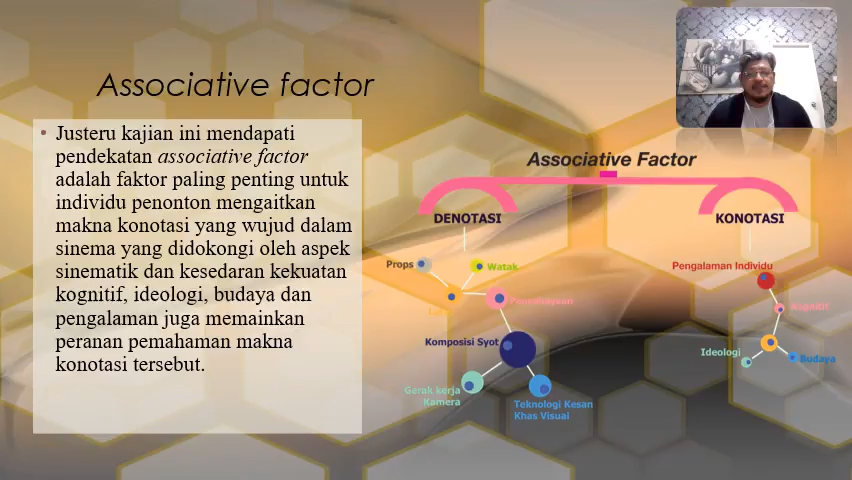 Associative factor
• Justeru kajian ini mendapati
pendekatan associative factor
adalah faktor paling penting untuk
individu penonton mengaitkan
makna konotasi yang wujud dalam
sinema yang didokongi oleh aspek
sinematik dan kesedaran kekuatan
kognitif, ideologi, budaya dan
pengalaman juga memainkan
peranan pemahaman makna
konotasi tersebut.
Associative Factor
DENOTASI
KONOTASI
Props
Watak
Pencahayaan
Komposisi Syot
Gerak kerja
Kamera
Teknologi Kesan
Khas Visual
Pengalaman Individu
Kognitif
Ideologi
Budaya